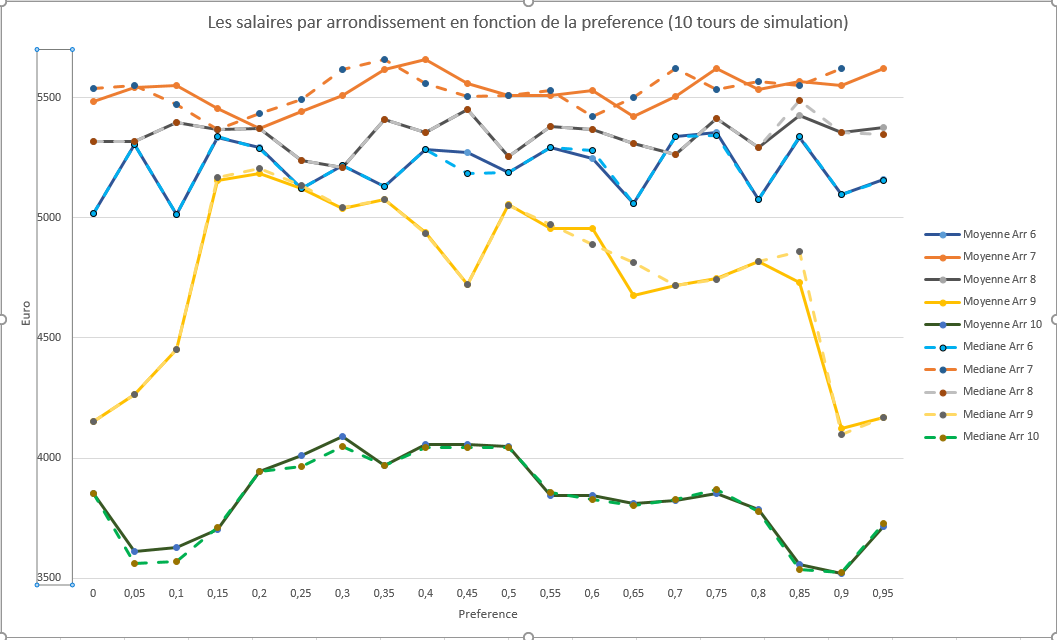 Les salaires par arrondissement en fonction de la preference (10 tours de simulation)
5500
5000
4500
4000
3500
Euro
0 0,05 0,1 0,15 0,2 0,25 0,3 0,35 0,4 0,45 0,5 0,55 0,6 0,65 0,7 0,75 0,8 0,85 0,9 0,95
Preference
Moyenne Arr 6
Moyenne Arr 7
Moyenne Arr 8
Moyenne Arr 9
Moyenne Arr 10
Mediane Arr 6
Mediane Arr 7
Mediane Arr 8
Mediane Arr 9
Mediane Arr 10